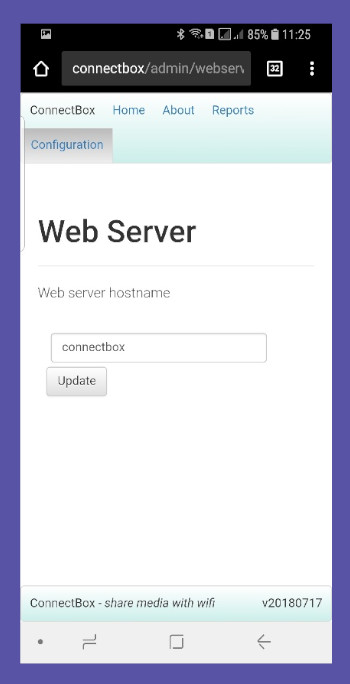 85% 11:25
connectbox/admin/webserv
32
ConnectBox Home About Reports
Configuration
Web Server
Web server hostname
connectbox
Update
ConnectBox - share media with wifi v20180717